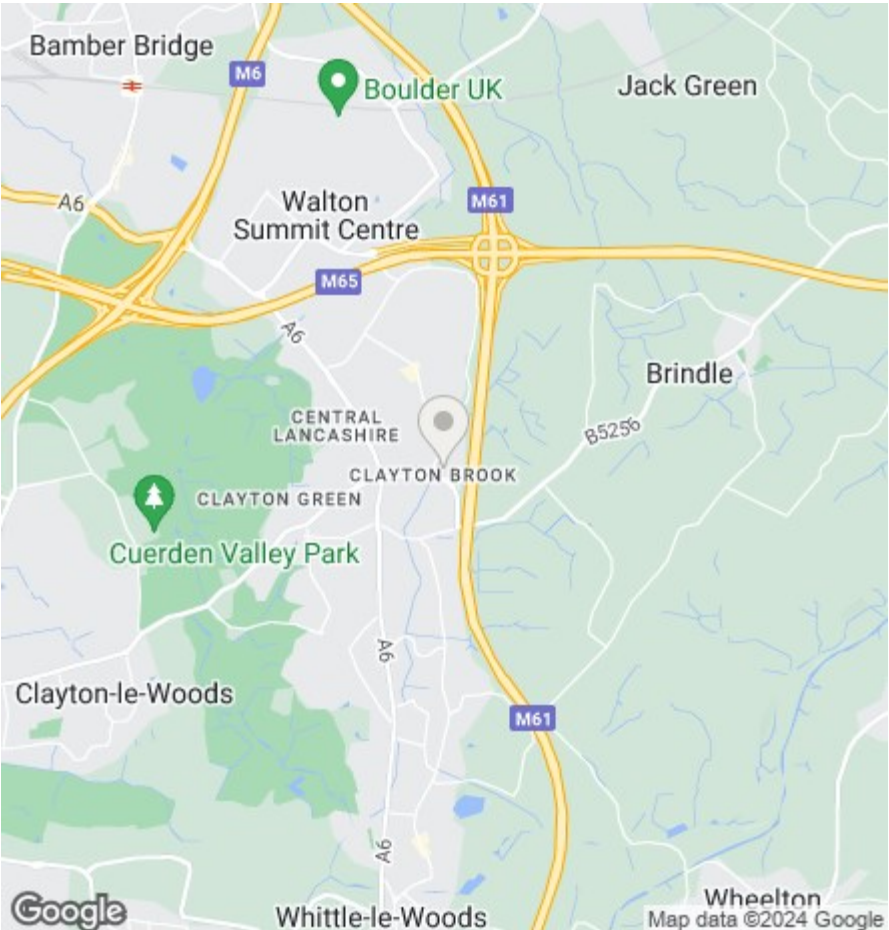 Bamber Bridge
M6
Boulder UK
Jack Green
A6
Walton
Summit Centre
M61
M65
A6
Brindle
CENTRAL
LANCASHIRE
B5256
CLAYTON BROOK
CLAYTON GREEN
Cuerden Valley Park
A6
Clayton-le-Woods
M61
A6
Wheelton
Google
Whittle-le-Woods
Map data ©2024 Google